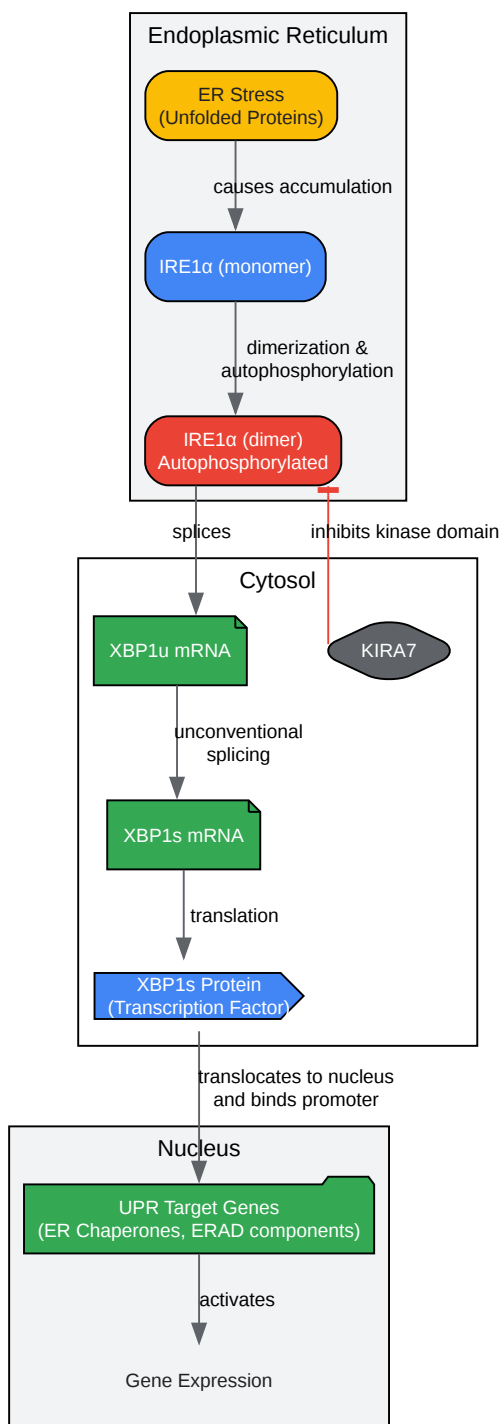 Endoplasmic Reticulum
ER Stress
(Unfolded Proteins)
causes accumulation
IRE1α (monomer)
dimerization &
autophosphorylation
IRE1α (dimer)
Autophosphorylated
splices
inhibits kinase domain
Cytosol
XBP1u mRNA
KIRA7
unconventional
splicing
XBP1s mRNA
translation
XBP1s Protein
(Transcription Factor)
translocates to nucleus
and binds promoter
Nucleus
UPR Target Genes
(ER Chaperones, ERAD components)
activates
Gene Expression